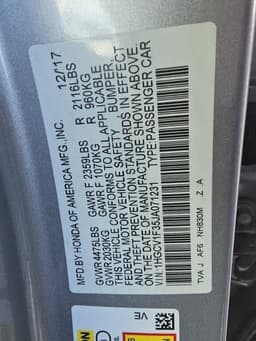 MFD BY HONDA OF AMERICA MFG., INC. 12/17
GVWR 4475LBS GAWR F 2359LBS R 2116LBS
GVWR 2030KG GAWR F 1070KG R 960KG
THIS VEHICLE CONFORMS TO ALL APPLICABLE
FEDERAL MOTOR VEHICLE SAFETY, BUMPER,
AND THEFT PREVENTION STANDARDS IN EFFECT
ON THE DATE OF MANUFACTURE SHOWN ABOVE.
V.I.N.: 1HGCV1F35JA071231 TYPE:PASSENGER CAR
TVA J AF6 NH830M Z A
VE